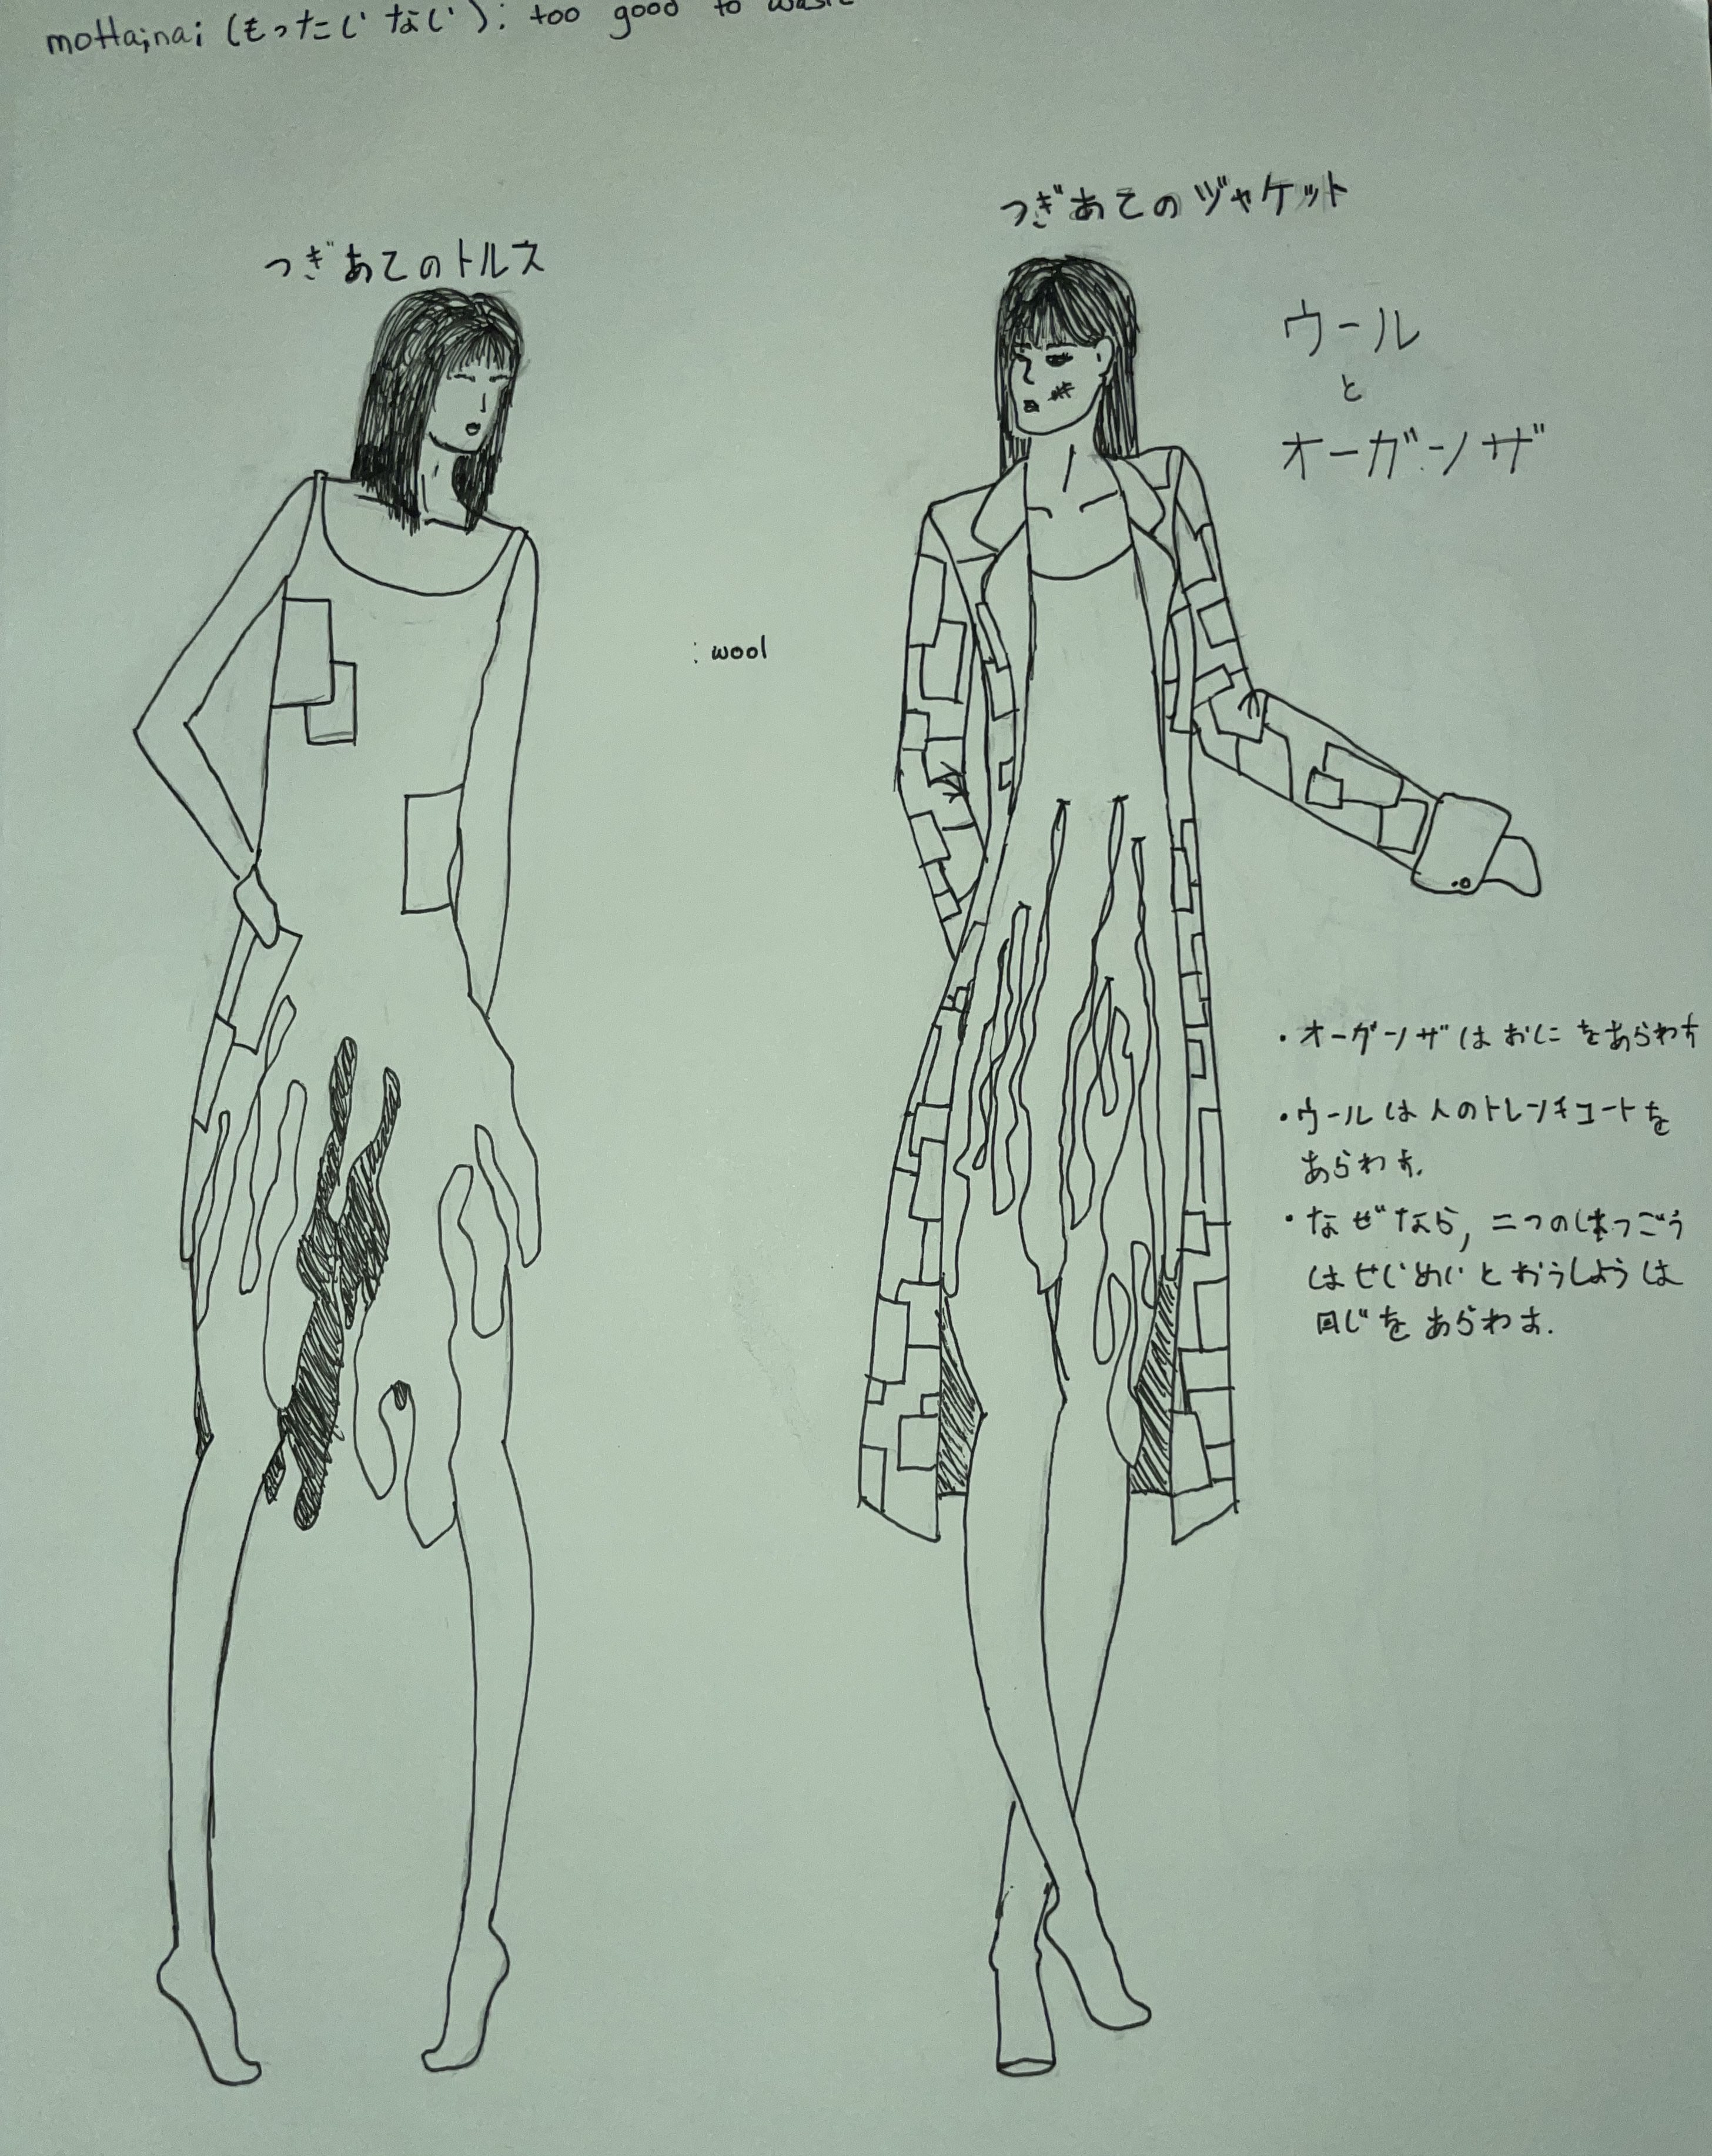 mottainai (もったいない): too good to waste
つぎあてのトルス
つぎあてのヅャケット
ウール
と
オーガンザ
: wool
・オーガンザはおにをあらわす
・ウールは人のトレンチコートを
あらわす.
・なぜなら, 二つのはつごう
はせいめいとおうしようは
同じをあらわす.